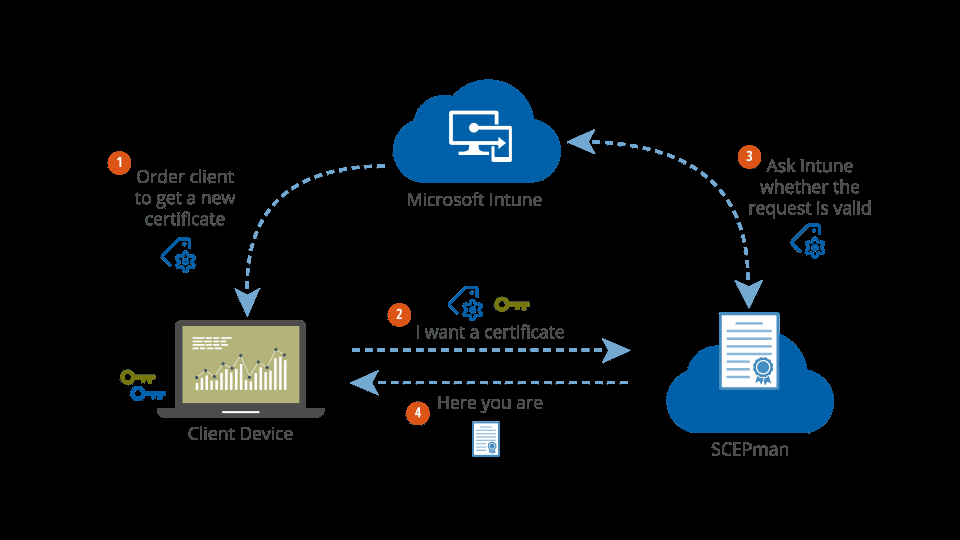 1
Order client
to get a new
certificate
Microsoft Intune
3
Ask Intune
whether the
request is valid
2
I want a certificate
Client Device
4
Here you are
SCEPman